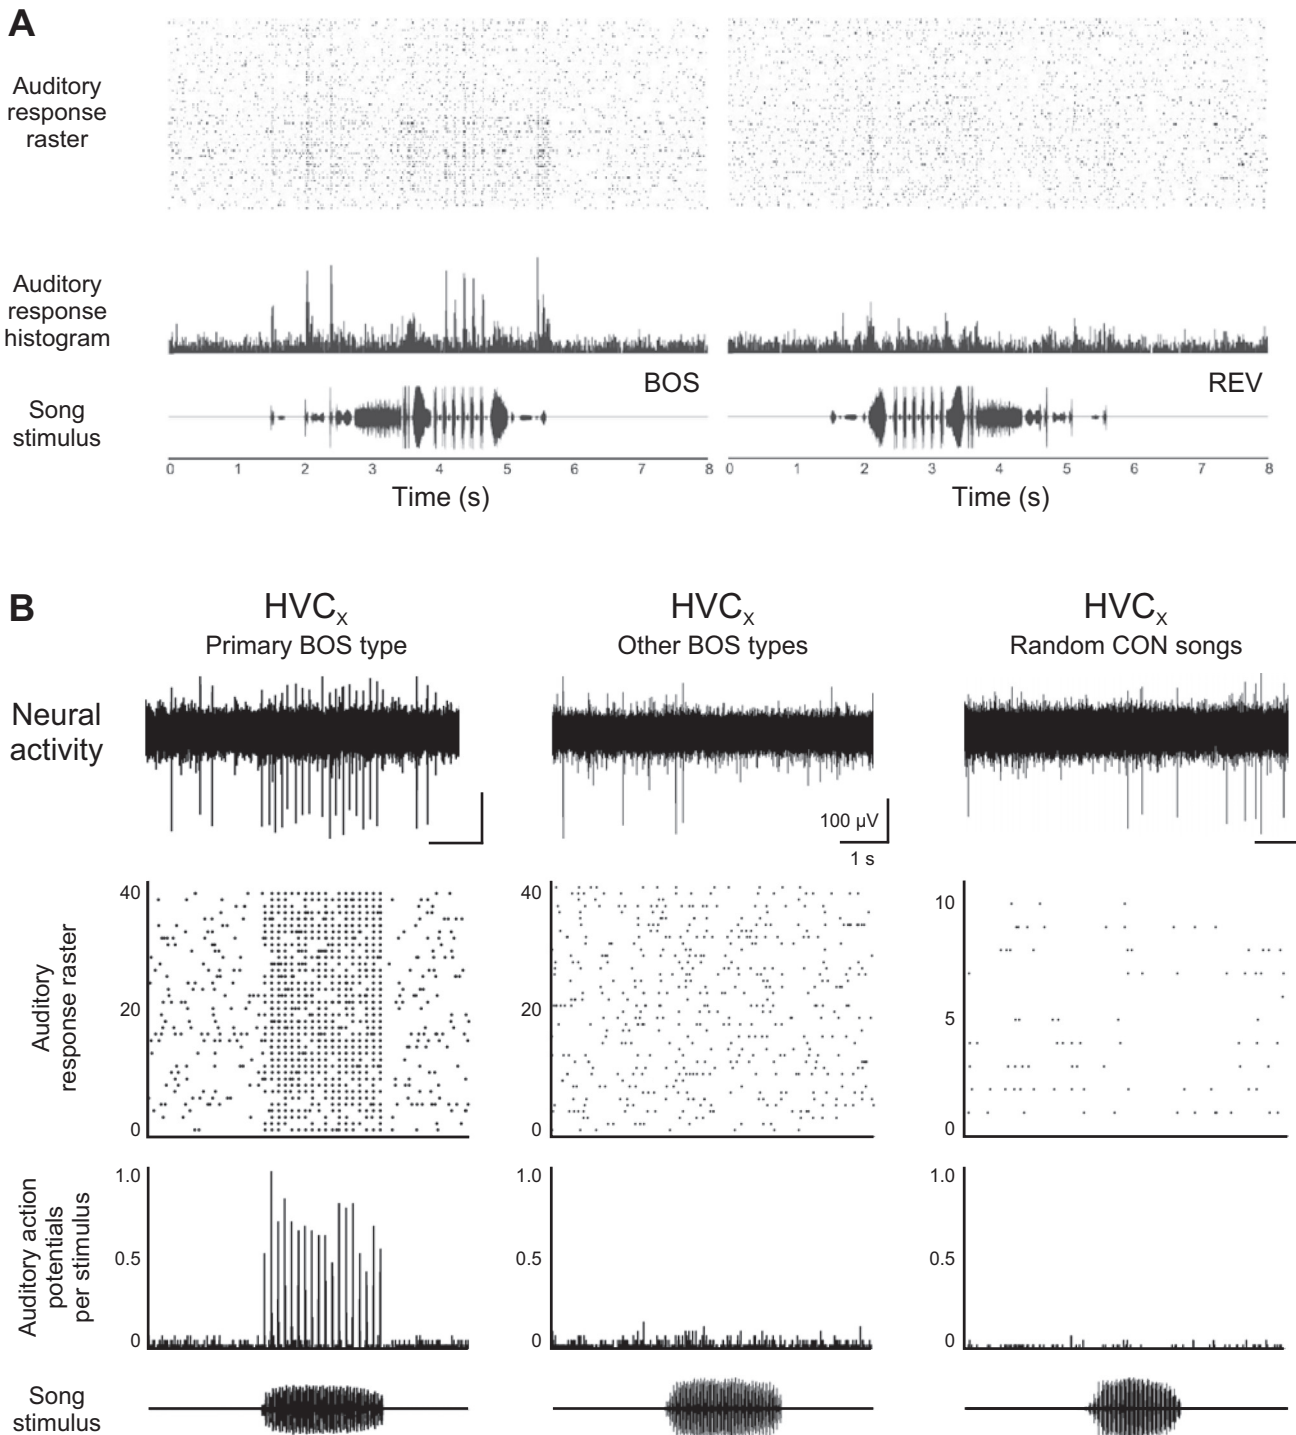 A
Auditory
response
raster
Auditory
response
histogram
BOS
REV
Song
stimulus
0 1 2 3 4 5 6 7 8
0 1 2 3 4 5 6 7 8
Time (s)
Time (s)
B
HVCX
Primary BOS type
HVCX
Other BOS types
HVCX
Random CON songs
Neural
activity
100 µV
1 s
Auditory
response raster
40
20
0
40
20
0
10
5
0
Auditory action
potentials
per stimulus
1.0
0.5
0
1.0
0.5
0
1.0
0.5
0
Song
stimulus